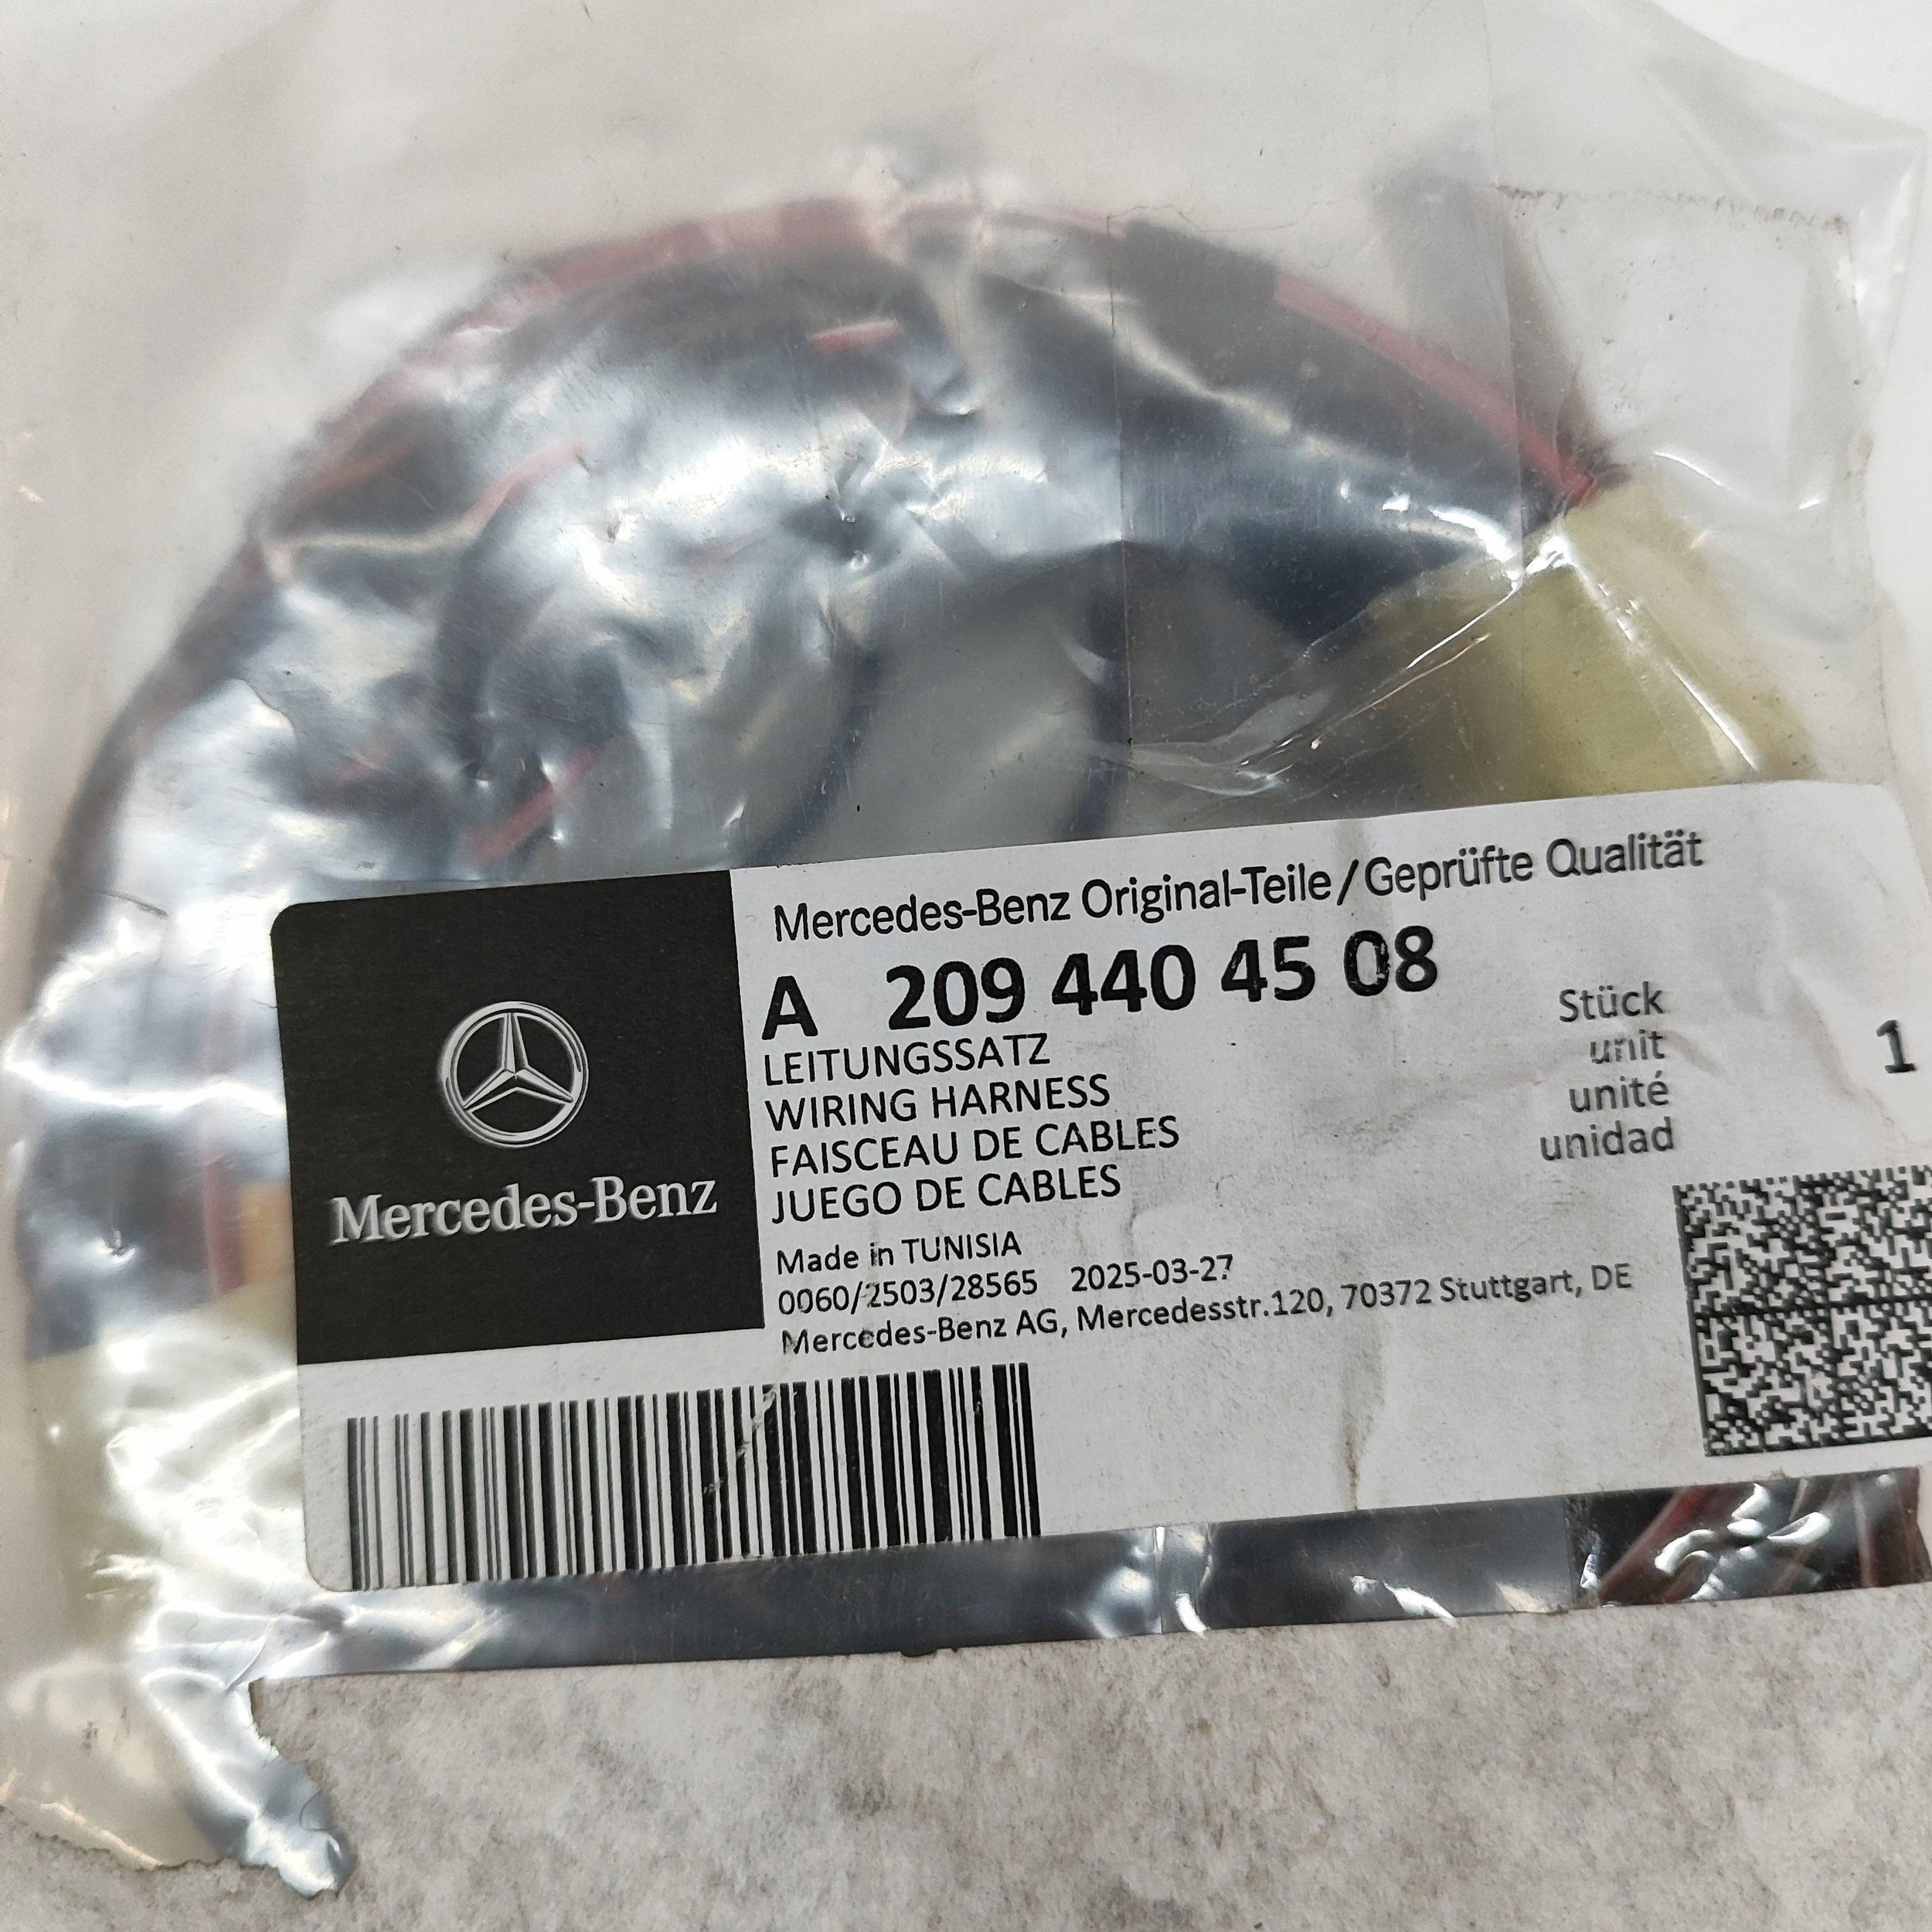 Mercedes-Benz Original-Teile/Geprüfte Qualität
A 209 440 45 08
LEITUNGSSATZ
WIRING HARNESS
FAISCEAU DE CABLES
JUEGO DE CABLES
Stück
unit
unité
unidad
1
Made in TUNISIA
0060/2503/28565 2025-03-27
Mercedes-Benz AG, Mercedesstr.120, 70372 Stuttgart, DE
Mercedes-Benz